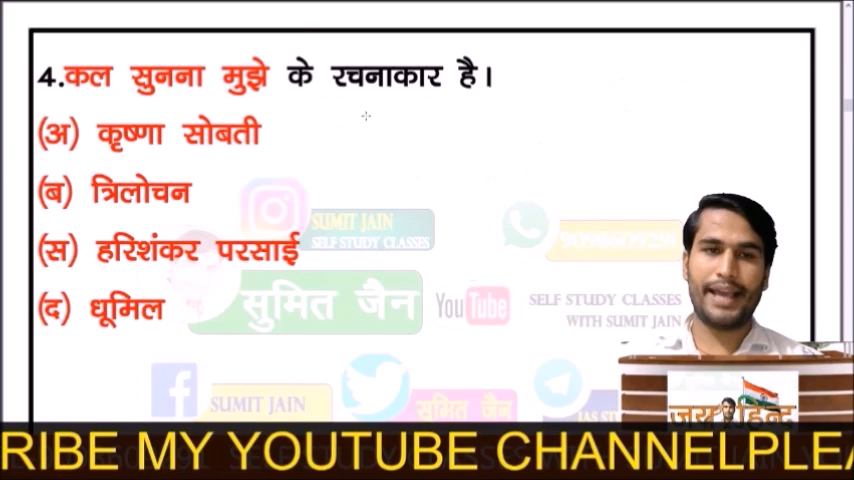 4.कल सुनना मुझे के रचनाकार है।
(अ) कृष्णा सोबती
(ब) त्रिलोचन
(स) हरिशंकर परसाई
(द) धूमिल
SUMIT JAIN
SELF STUDY CLASSES
सुमित जैन
YouTube
SELF STUDY CLASSES
WITH SUMIT JAIN
SUMIT JAIN
सुमित जैन
जय हिन्द
RIBE MY YOUTUBE CHANNELPLEA